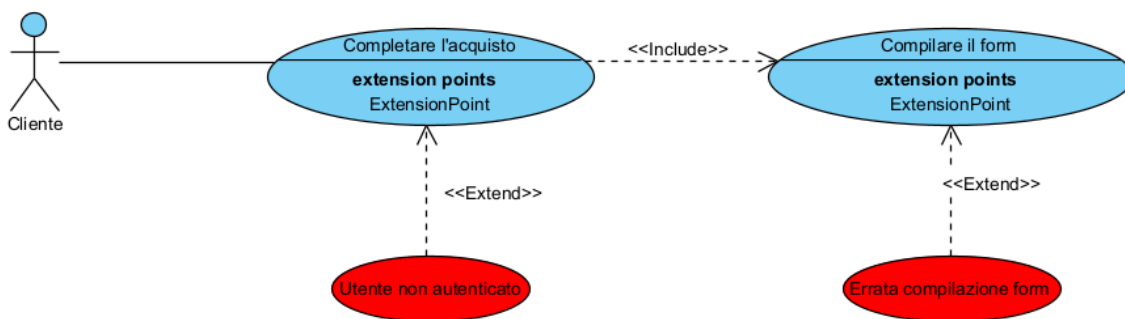 Completare l'acquisto
<<Include>>
Compilare il form
extension points
ExtensionPoint
extension points
ExtensionPoint
Cliente
<<Extend>>
<<Extend>>
Utente non autenticato
Errata compilazione form